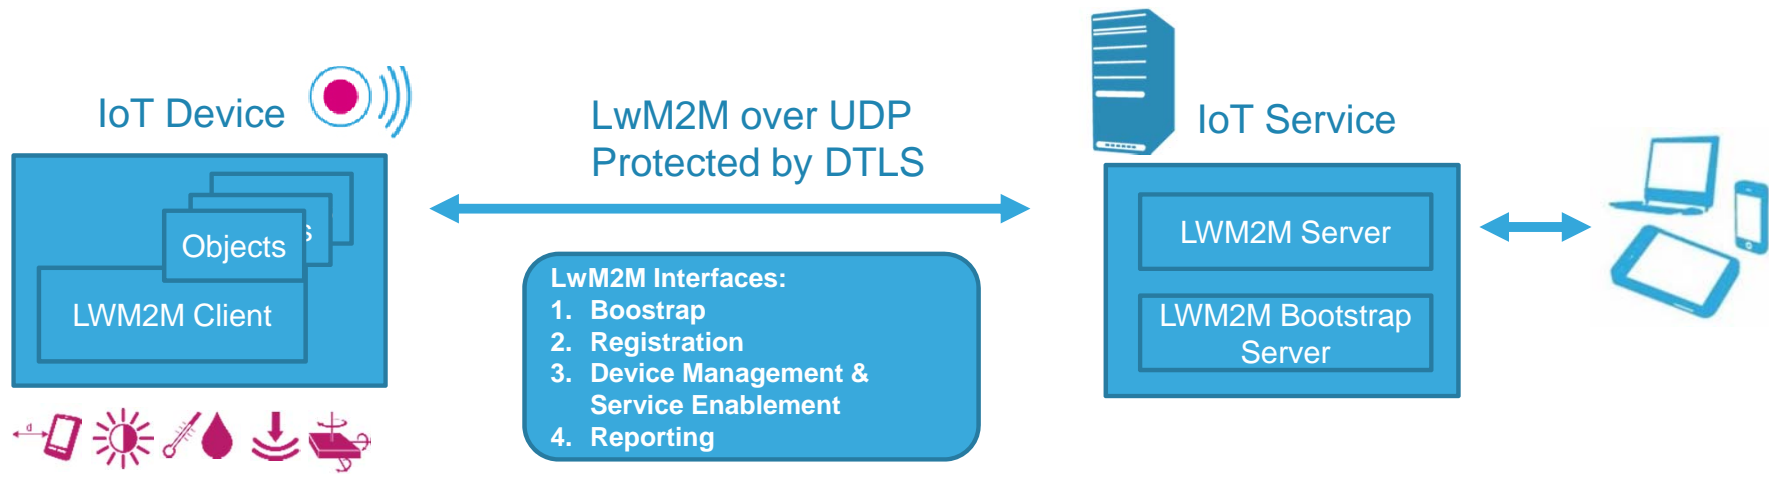 IoT Device
LwM2M over UDP
Protected by DTLS
IoT Service
Objects
s
LWM2M Client
LwM2M Interfaces:
1. Boostrap
2. Registration
3. Device Management &
Service Enablement
4. Reporting
LWM2M Server
LWM2M Bootstrap
Server
d